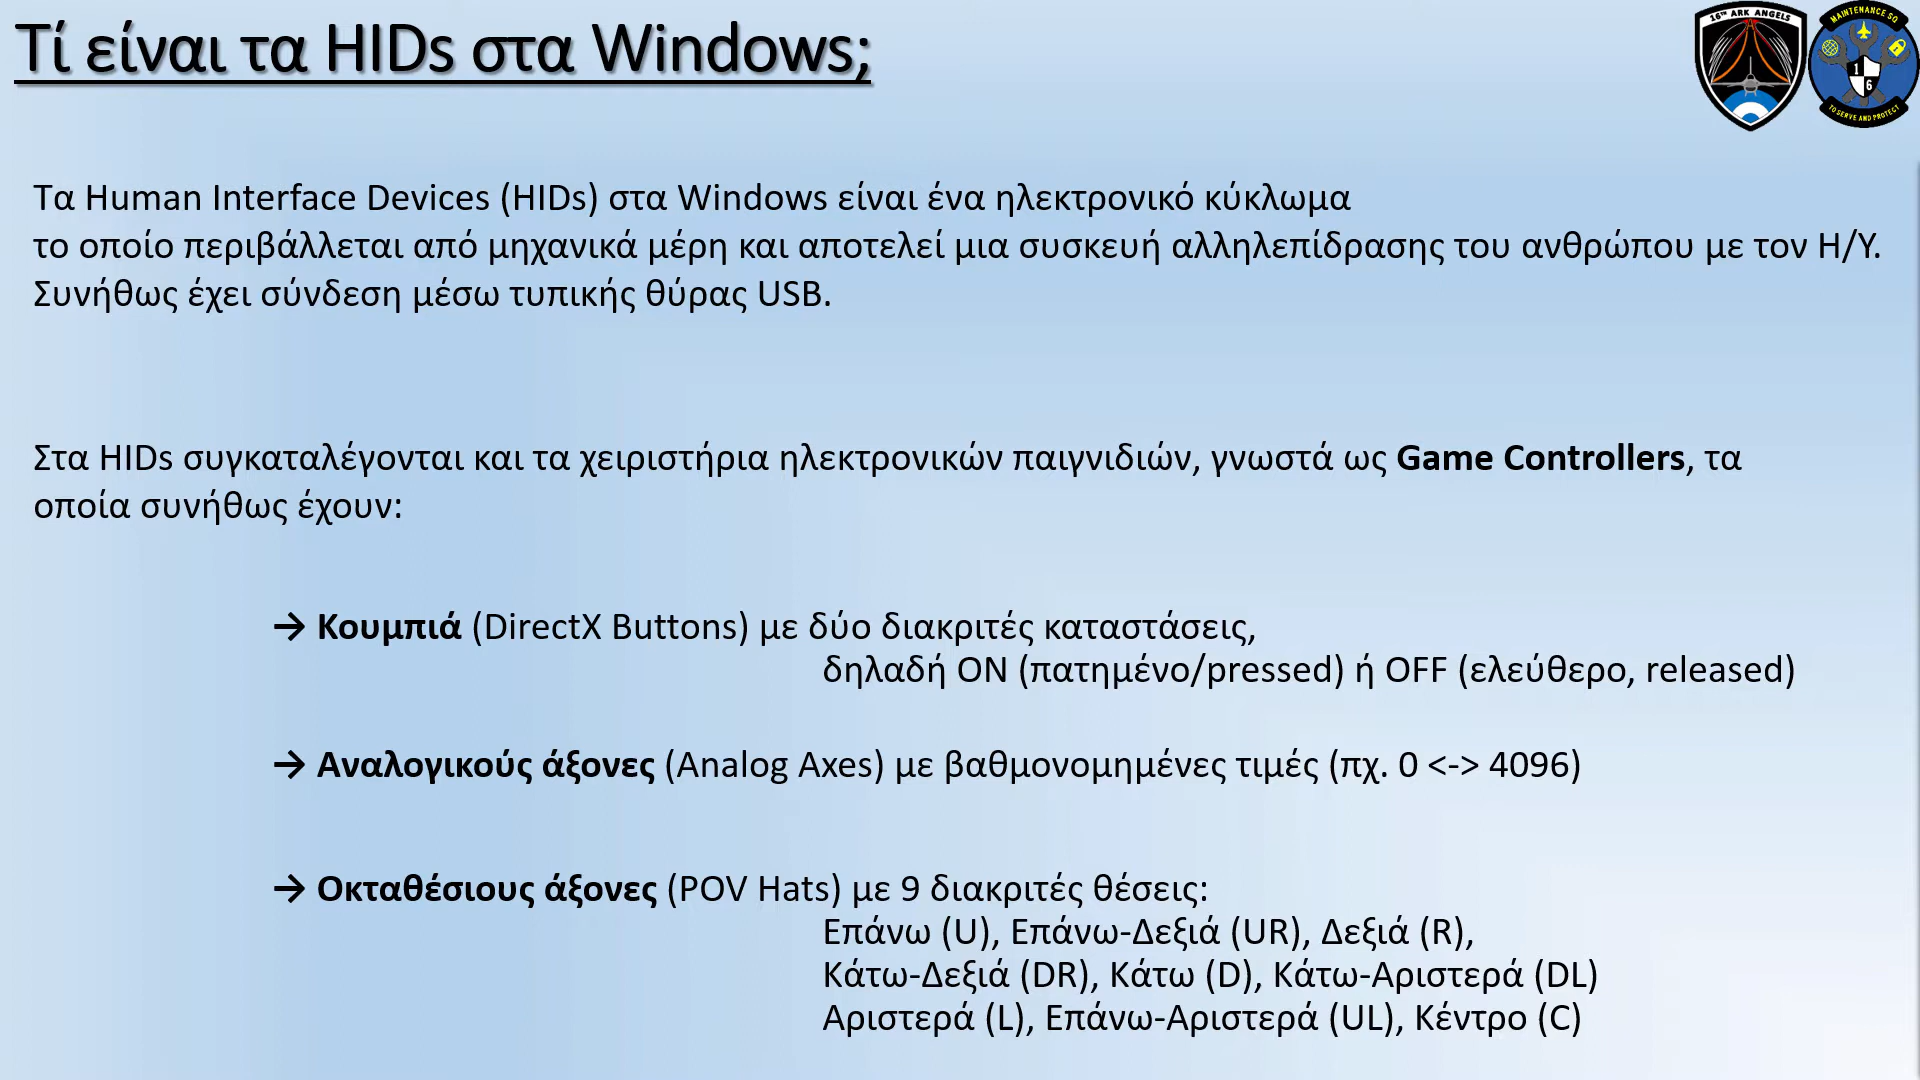 Τί είναι τα HIDs στα Windows;
16TH ARK ANGELS
MAINTENANCE SQ
1
6
TO SERVE AND PROTECT
Τα Human Interface Devices (HIDs) στα Windows είναι ένα ηλεκτρονικό κύκλωμα
το οποίο περιβάλλεται από μηχανικά μέρη και αποτελεί μια συσκευή αλληλεπίδρασης του ανθρώπου με τον Η/Υ.
Συνήθως έχει σύνδεση μέσω τυπικής θύρας USB.
Στα HIDs συγκαταλέγονται και τα χειριστήρια ηλεκτρονικών παιγνιδιών, γνωστά ως Game Controllers, τα
οποία συνήθως έχουν:
→ Κουμπιά (DirectX Buttons) με δύο διακριτές καταστάσεις,
δηλαδή ON (πατημένο/pressed) ή OFF (ελεύθερο, released)
→ Αναλογικούς άξονες (Analog Axes) με βαθμονομημένες τιμές (πχ. 0 <-> 4096)
→ Οκταθέσιους άξονες (POV Hats) με 9 διακριτές θέσεις:
Επάνω (U), Επάνω-Δεξιά (UR), Δεξιά (R),
Κάτω-Δεξιά (DR), Κάτω (D), Κάτω-Αριστερά (DL)
Αριστερά (L), Επάνω-Αριστερά (UL), Κέντρο (C)